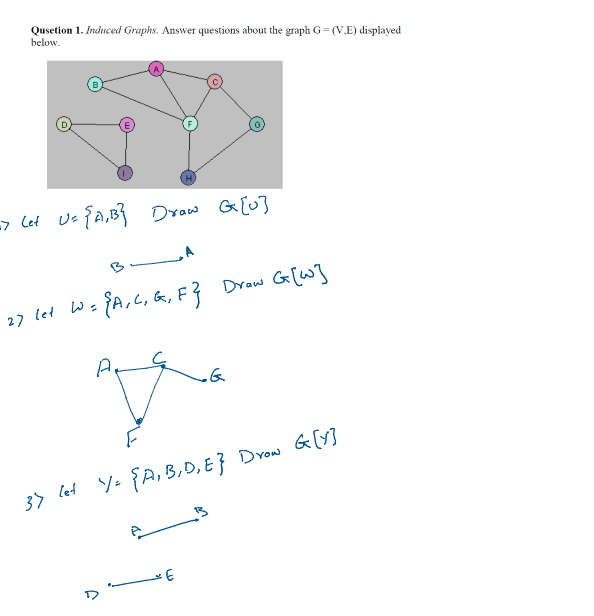 Qusetion 1. Induced Graphs. Answer questions about the graph G = (V.E) displayed
below.
A
B
C
D
E
F
G
I
H
1> Let U= {A,B} Draw G[U]
B A
2> let W = {A, C, G, F} Draw G[W]
A C
G
F
3> let Y= {A, B, D, E} Draw G[Y]
B
A
E
D